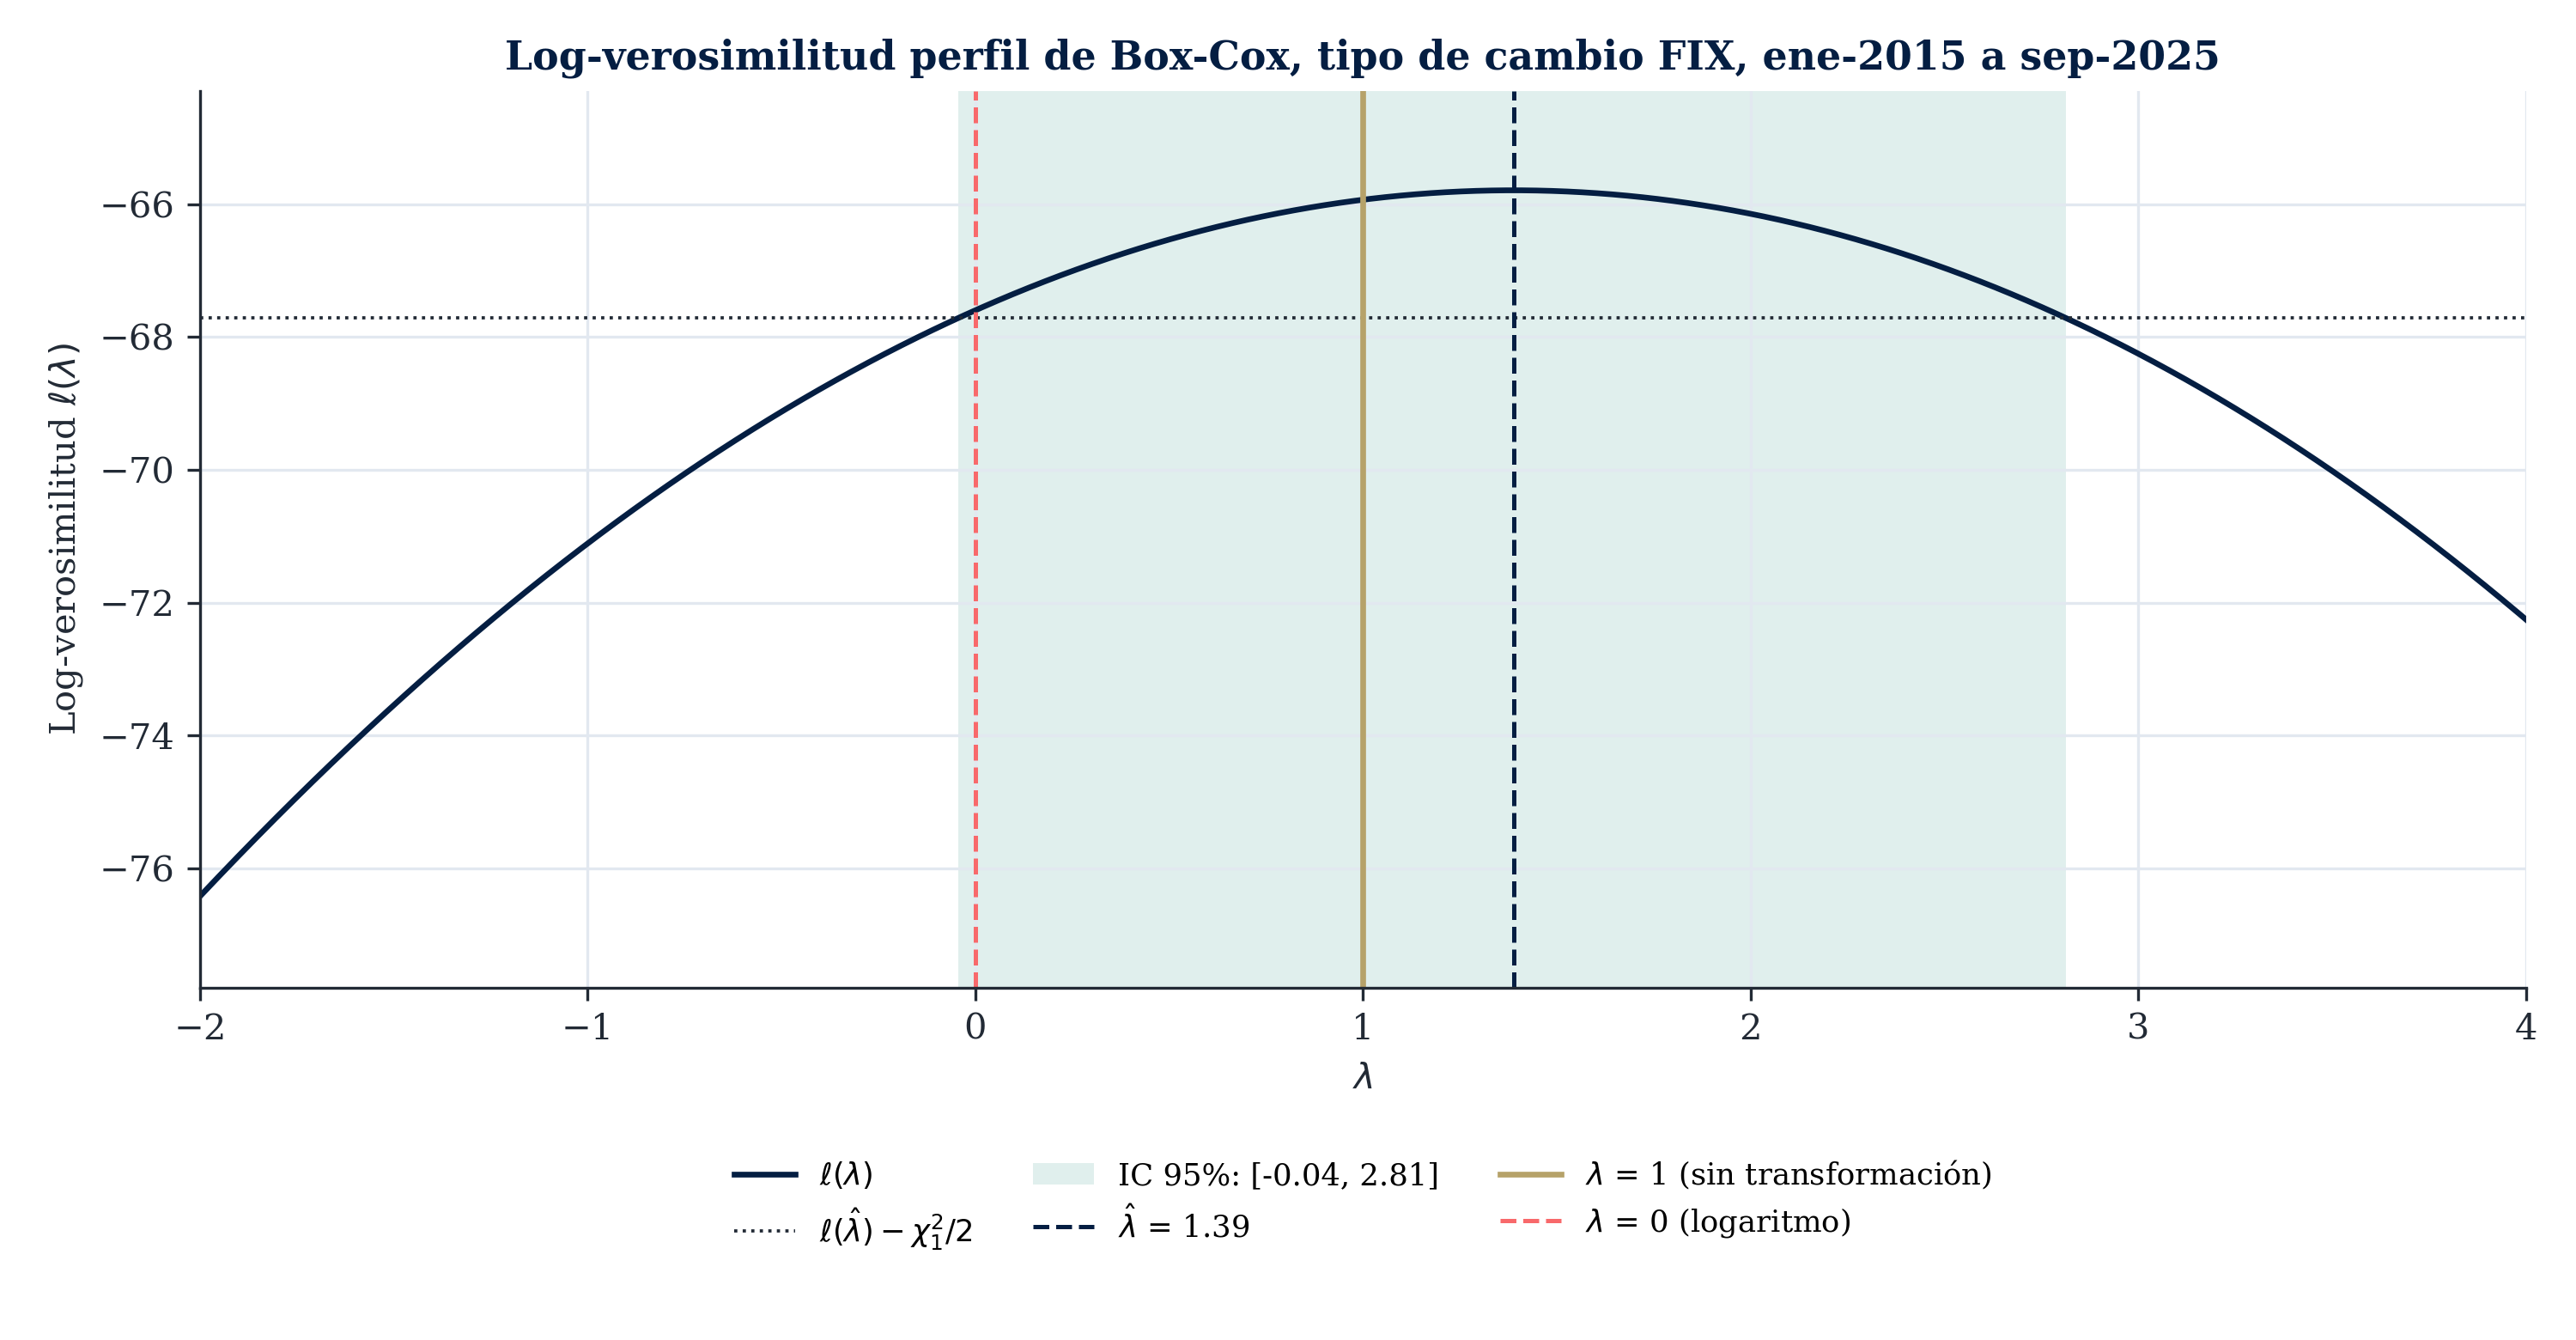 Log-verosimilitud perfil de Box-Cox, tipo de cambio FIX, ene-2015 a sep-2025
Log-verosimilitud ℓ(λ)
−66
−68
−70
−72
−74
−76
−2 −1 0 1 2 3 4
λ
ℓ(λ)
ℓ(λ̂) − χ₁²/2
IC 95%: [-0.04, 2.81]
λ̂ = 1.39
λ = 1 (sin transformación)
λ = 0 (logaritmo)